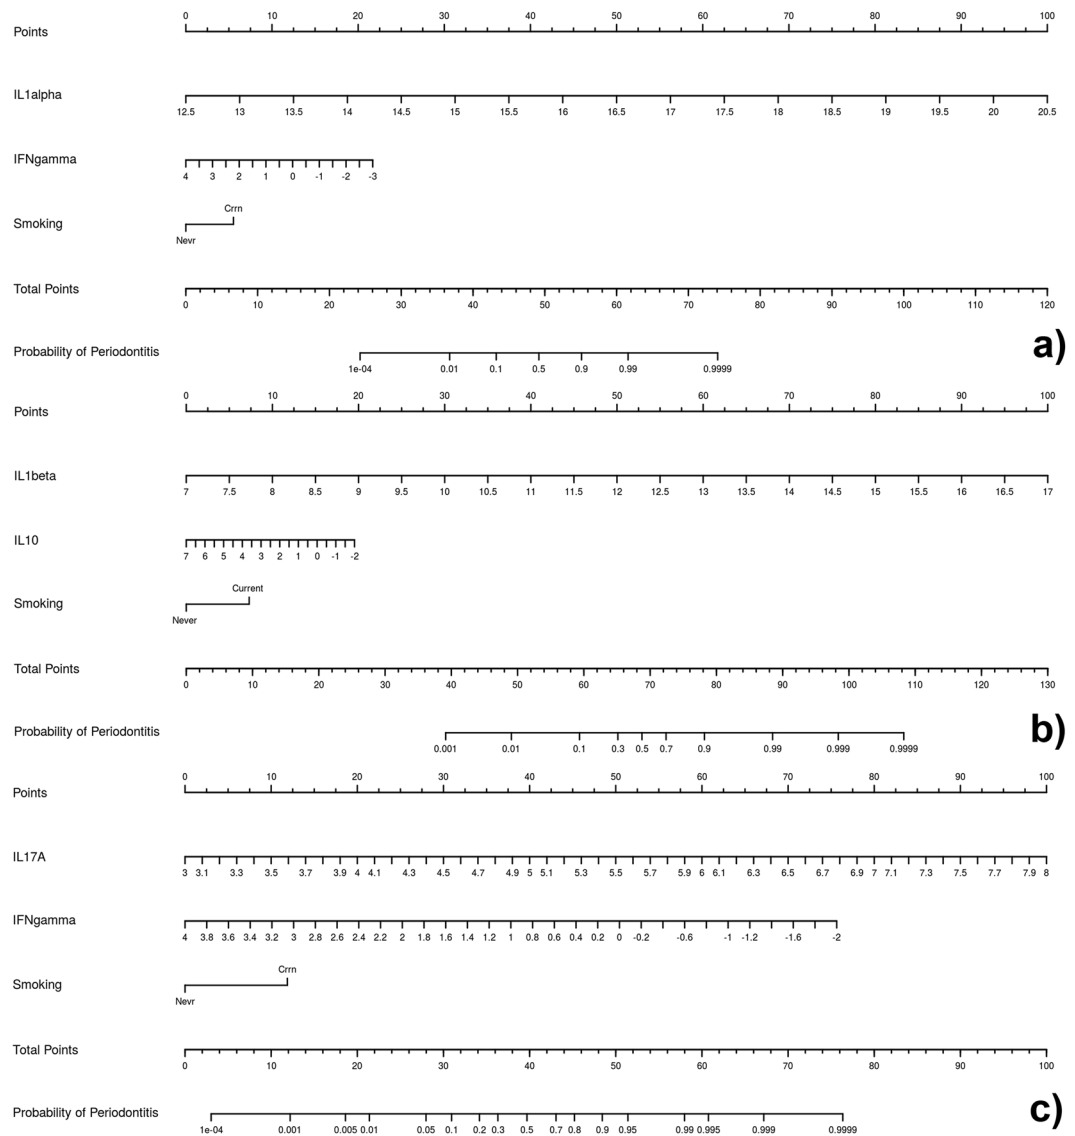 0 10 20 30 40 50 60 70 80 90 100
Points
IL1alpha
12.5 13 13.5 14 14.5 15 15.5 16 16.5 17 17.5 18 18.5 19 19.5 20 20.5
IFNgamma
4 3 2 1 0 -1 -2 -3
Crrn
Smoking
Nevr
Total Points
0 10 20 30 40 50 60 70 80 90 100 110 120
a)
Probability of Periodontitis
1e-04 0.01 0.1 0.5 0.9 0.99 0.9999
0 10 20 30 40 50 60 70 80 90 100
Points
IL1beta
7 7.5 8 8.5 9 9.5 10 10.5 11 11.5 12 12.5 13 13.5 14 14.5 15 15.5 16 16.5 17
IL10
7 6 5 4 3 2 1 0 -1 -2
Current
Smoking
Never
Total Points
0 10 20 30 40 50 60 70 80 90 100 110 120 130
b)
Probability of Periodontitis
0.001 0.01 0.1 0.3 0.5 0.7 0.9 0.99 0.999 0.9999
0 10 20 30 40 50 60 70 80 90 100
Points
IL17A
3 3.1 3.3 3.4 3.5 3.7 3.9 4 4.1 4.3 4.5 4.7 4.9 5 5.1 5.3 5.5 5.7 5.9 6 6.1 6.3 6.5 6.7 6.9 7 7.1 7.3 7.5 7.7 7.9 8
IFNgamma
4 3.8 3.6 3.4 3.2 3 2.8 2.6 2.4 2.2 2 1.8 1.6 1.4 1.2 1 0.8 0.6 0.4 0.2 0 -0.2 -0.6 -1 -1.2 -1.6 -2
Crrn
Smoking
Nevr
Total Points
0 10 20 30 40 50 60 70 80 90 100
c)
Probability of Periodontitis
1e-04 0.001 0.005 0.01 0.05 0.1 0.2 0.3 0.5 0.7 0.8 0.9 0.95 0.99 0.995 0.999 0.9999